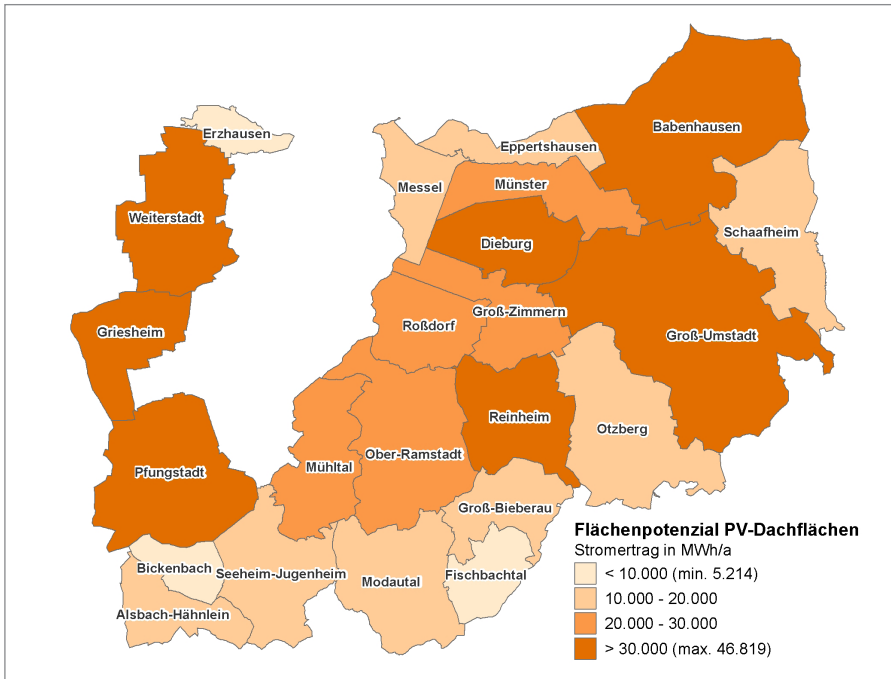 Erzhausen
Babenhausen
Eppertshausen
Messel
Münster
Weiterstadt
Schaafheim
Dieburg
Groß-Zimmern
Roßdorf
Griesheim
Groß-Umstadt
Reinheim
Otzberg
Ober-Ramstadt
Mühltal
Pfungstadt
Groß-Bieberau
Bickenbach
Seeheim-Jugenheim
Modautal
Fischbachtal
Alsbach-Hähnlein
Flächenpotenzial PV-Dachflächen
Stromertrag in MWh/a
< 10.000 (min. 5.214)
10.000 - 20.000
20.000 - 30.000
> 30.000 (max. 46.819)